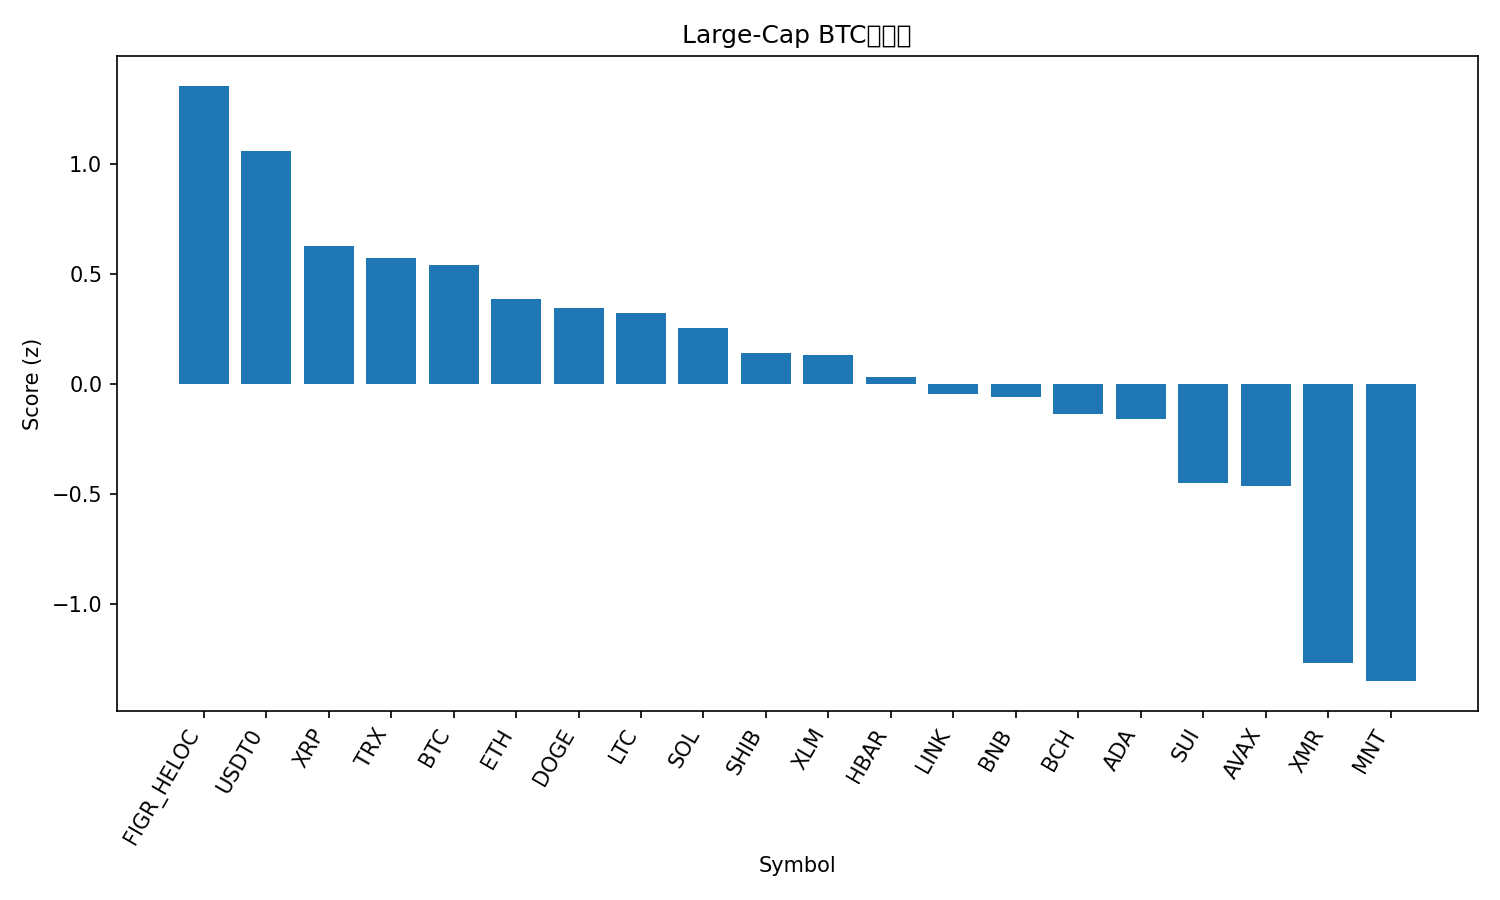 Large-Cap BTC
Score (z)
1.0
0.5
0.0
−0.5
−1.0
FIGR_HELOC
USDT0
XRP
TRX
BTC
ETH
DOGE
LTC
SOL
SHIB
XLM
HBAR
LINK
BNB
BCH
ADA
SUI
AVAX
XMR
MNT
Symbol